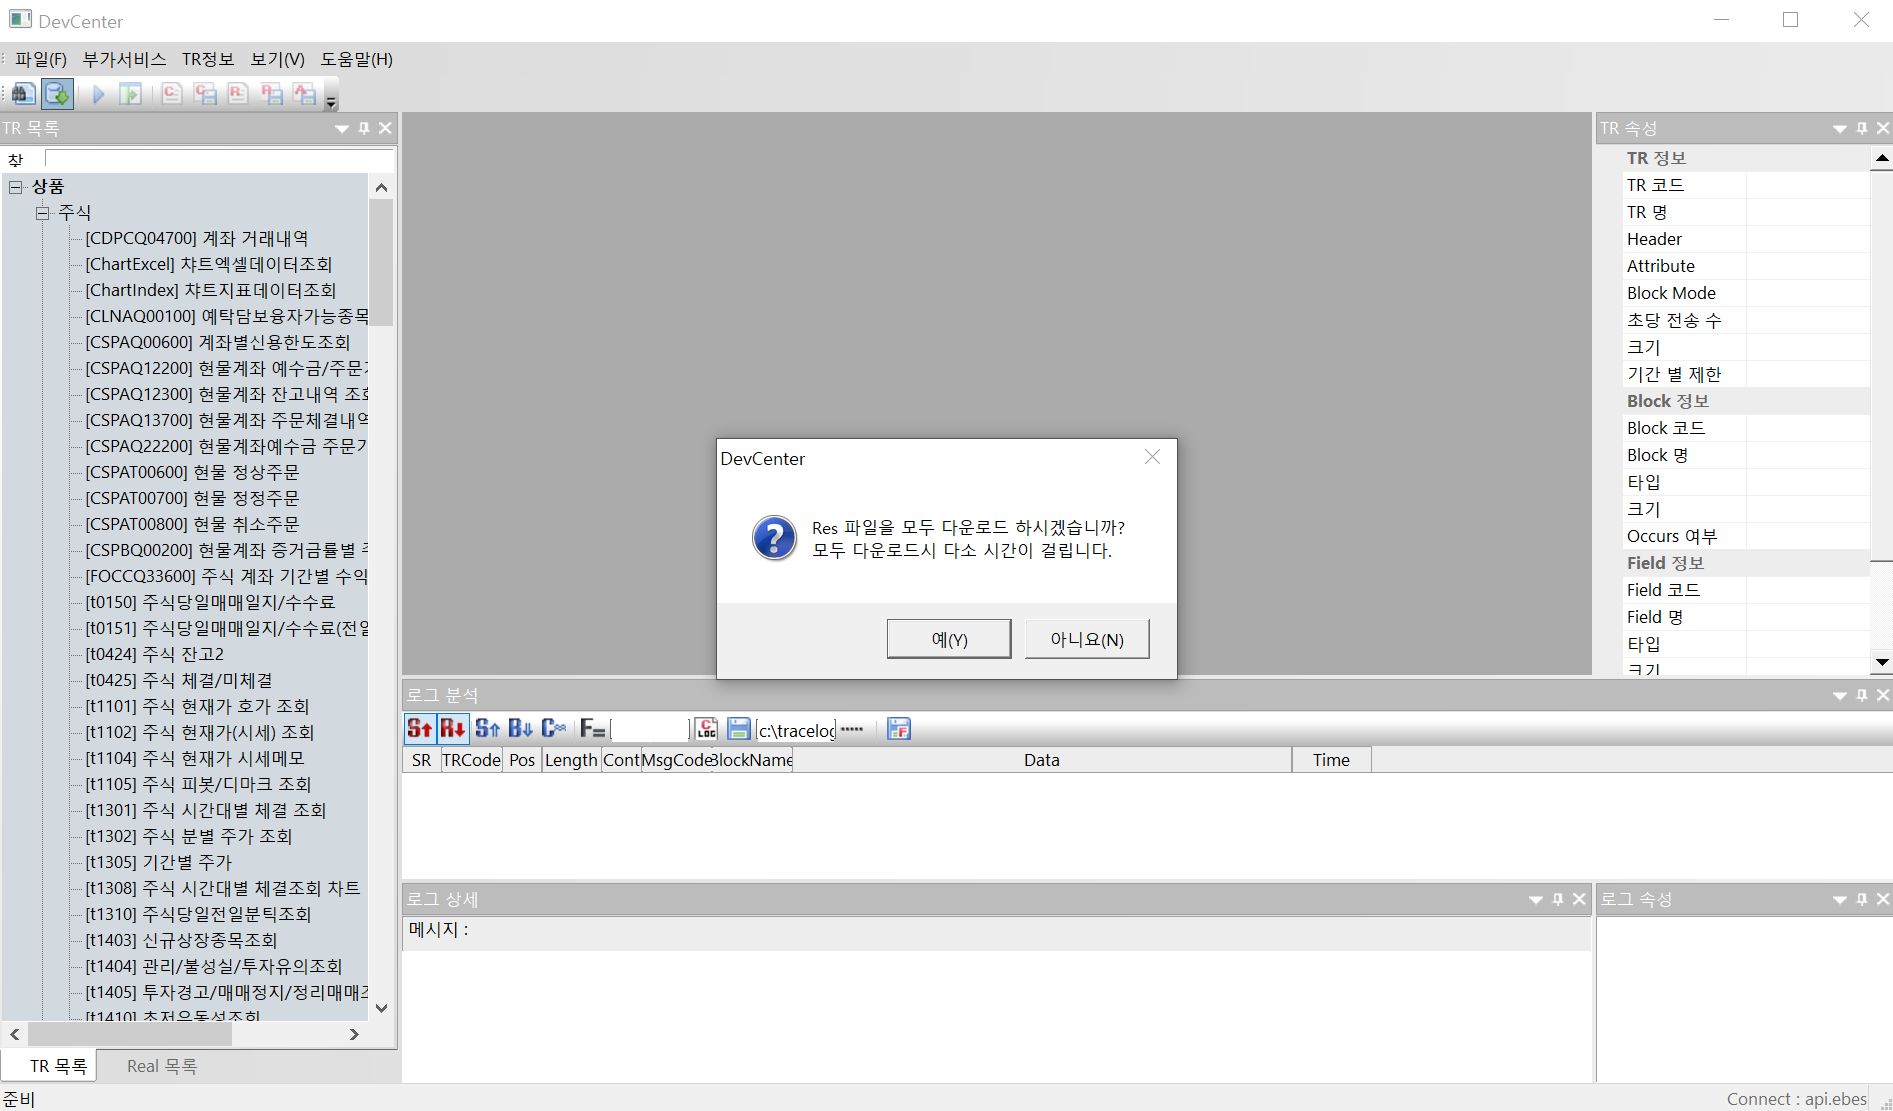 DevCenter
파일(F) 부가서비스 TR정보 보기(V) 도움말(H)
TR 목록
찾
상품
주식
[CDPCQ04700] 계좌 거래내역
[ChartExcel] 챠트엑셀데이터조회
[ChartIndex] 챠트지표데이터조회
[CLNAQ00100] 예탁담보융자가능종목
[CSPAQ00600] 계좌별신용한도조회
[CSPAQ12200] 현물계좌 예수금/주문
[CSPAQ12300] 현물계좌 잔고내역 조회
[CSPAQ13700] 현물계좌 주문체결내역
[CSPAQ22200] 현물계좌예수금 주문가
[CSPAT00600] 현물 정상주문
[CSPAT00700] 현물 정정주문
[CSPAT00800] 현물 취소주문
[CSPBQ00200] 현물계좌 증거금률별 주
[FOCCQ33600] 주식 계좌 기간별 수익
[t0150] 주식당일매매일지/수수료
[t0151] 주식당일매매일지/수수료(전일
[t0424] 주식 잔고2
[t0425] 주식 체결/미체결
[t1101] 주식 현재가 호가 조회
[t1102] 주식 현재가(시세) 조회
[t1104] 주식 현재가 시세메모
[t1105] 주식 피봇/디마크 조회
[t1301] 주식 시간대별 체결 조회
[t1302] 주식 분별 주가 조회
[t1305] 기간별 주가
[t1308] 주식 시간대별 체결조회 차트
[t1310] 주식당일전일분틱조회
[t1403] 신규상장종목조회
[t1404] 관리/불성실/투자유의조회
[t1405] 투자경고/매매정지/정리매매조
[t1410] 초저유동성조회
TR 목록 Real 목록
준비
DevCenter
Res 파일을 모두 다운로드 하시겠습니까?
모두 다운로드시 다소 시간이 걸립니다.
예(Y) 아니요(N)
TR 속성
TR 정보
TR 코드
TR 명
Header
Attribute
Block Mode
초당 전송 수
크기
기간 별 제한
Block 정보
Block 코드
Block 명
타입
크기
Occurs 여부
Field 정보
Field 코드
Field 명
타입
크기
로그 분석
S R S B C F= C LOG c:\tracelog F
SR TRCode Pos Length Cont MsgCode BlockName Data Time
로그 상세
메시지 :
로그 속성
Connect : api.ebes